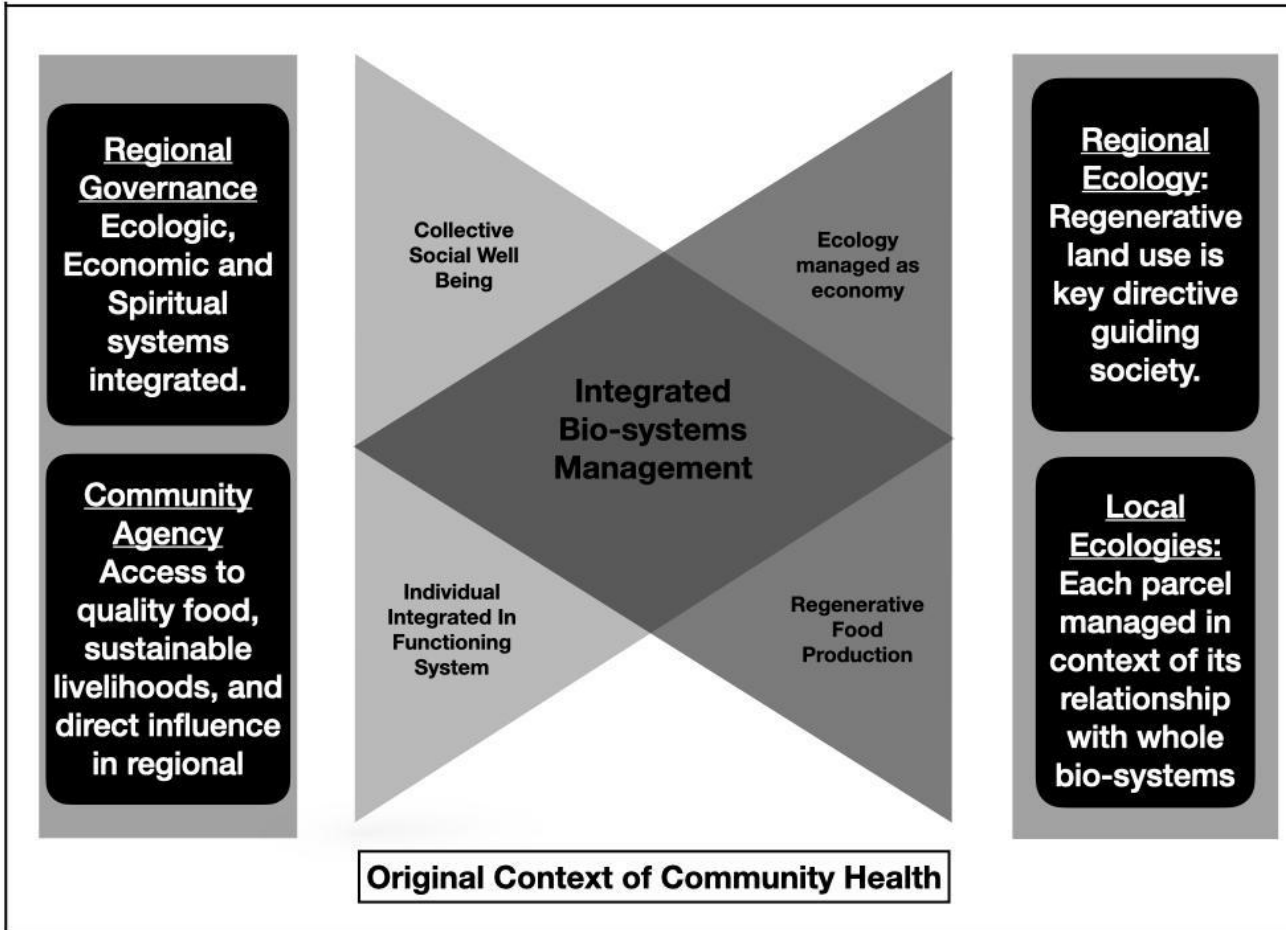 Regional
Governance
Ecologic,
Economic and
Spiritual
systems
integrated.
Community
Agency
Access to
quality food,
sustainable
livelihoods, and
direct influence
in regional
Collective
Social Well
Being
Ecology
managed as
economy
Integrated
Bio-systems
Management
Individual
Integrated In
Functioning
System
Regenerative
Food
Production
Regional
Ecology:
Regenerative
land use is
key directive
guiding
society.
Local
Ecologies:
Each parcel
managed in
context of its
relationship
with whole
bio-systems
Original Context of Community Health